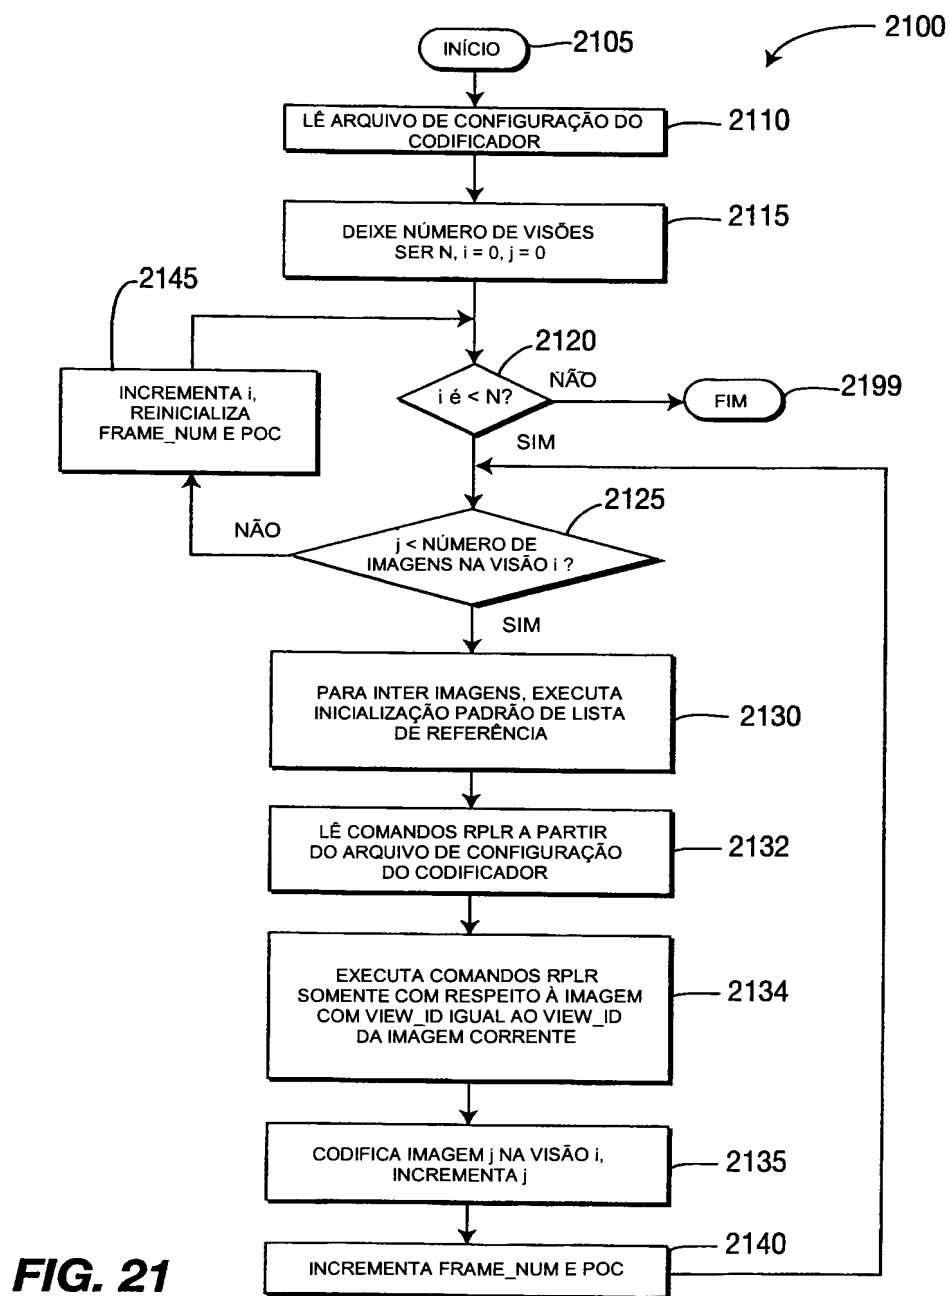 2100
INÍCIO
2105
LÊ ARQUIVO DE CONFIGURAÇÃO DO
CODIFICADOR
2110
DEIXE NÚMERO DE VISÕES
SER N, i = 0, j = 0
2115
2145
INCREMENTA i,
REINICIALIZA
FRAME_NUM E POC
2120
i é < N?
NÃO
FIM
2199
SIM
2125
NÃO
j < NÚMERO DE
IMAGENS NA VISÃO i ?
SIM
PARA INTER IMAGENS, EXECUTA
INICIALIZAÇÃO PADRÃO DE LISTA
DE REFERÊNCIA
2130
LÊ COMANDOS RPLR A PARTIR
DO ARQUIVO DE CONFIGURAÇÃO
DO CODIFICADOR
2132
EXECUTA COMANDOS RPLR
SOMENTE COM RESPEITO À IMAGEM
COM VIEW_ID IGUAL AO VIEW_ID
DA IMAGEM CORRENTE
2134
CODIFICA IMAGEM j NA VISÃO i,
INCREMENTA j
2135
INCREMENTA FRAME_NUM E POC
2140
FIG. 21